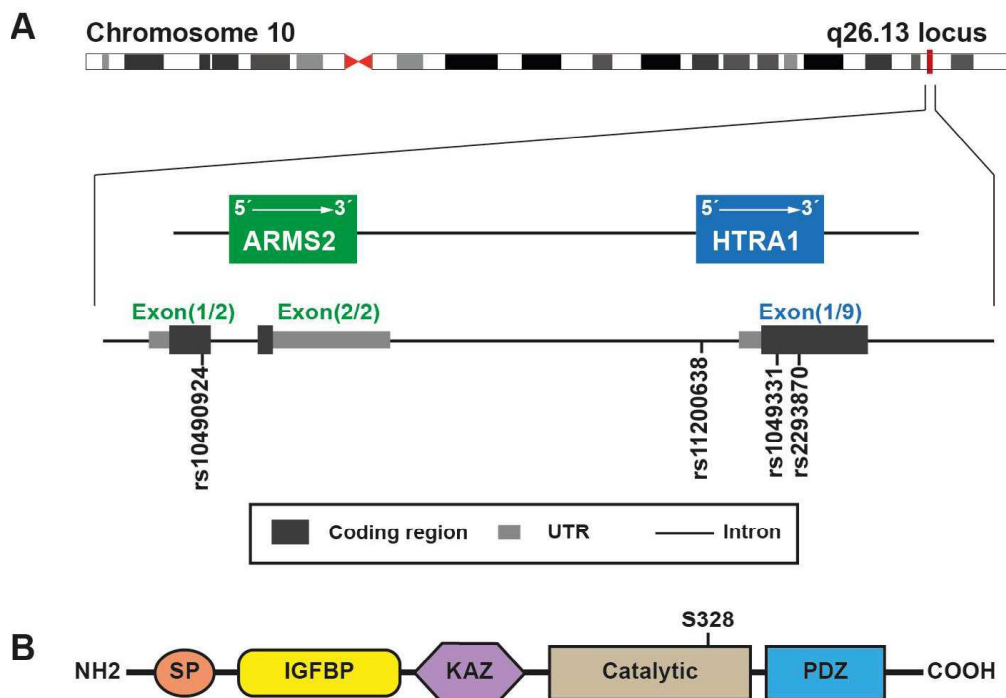 A
Chromosome 10
q26.13 locus
5´ 3´
ARMS2
5´ 3´
HTRA1
Exon(1/2)
Exon(2/2)
Exon(1/9)
rs10490924
rs11200638
rs1049331
rs2293870
Coding region
UTR
Intron
B
S328
NH2
SP
IGFBP
KAZ
Catalytic
PDZ
COOH